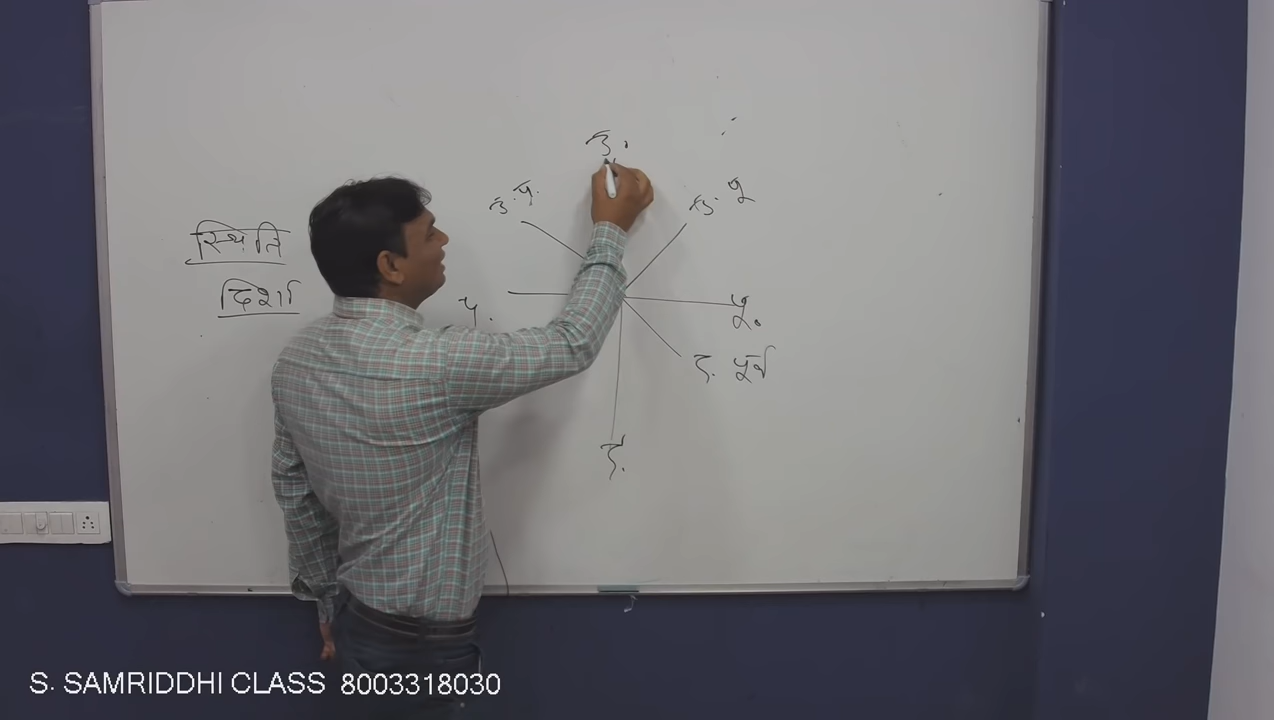 उ.
उ. प.
उ. पू
स्थिति
दिशा
प.
पू.
द. पूर्व
द.
S. SAMRIDDHI CLASS 8003318030